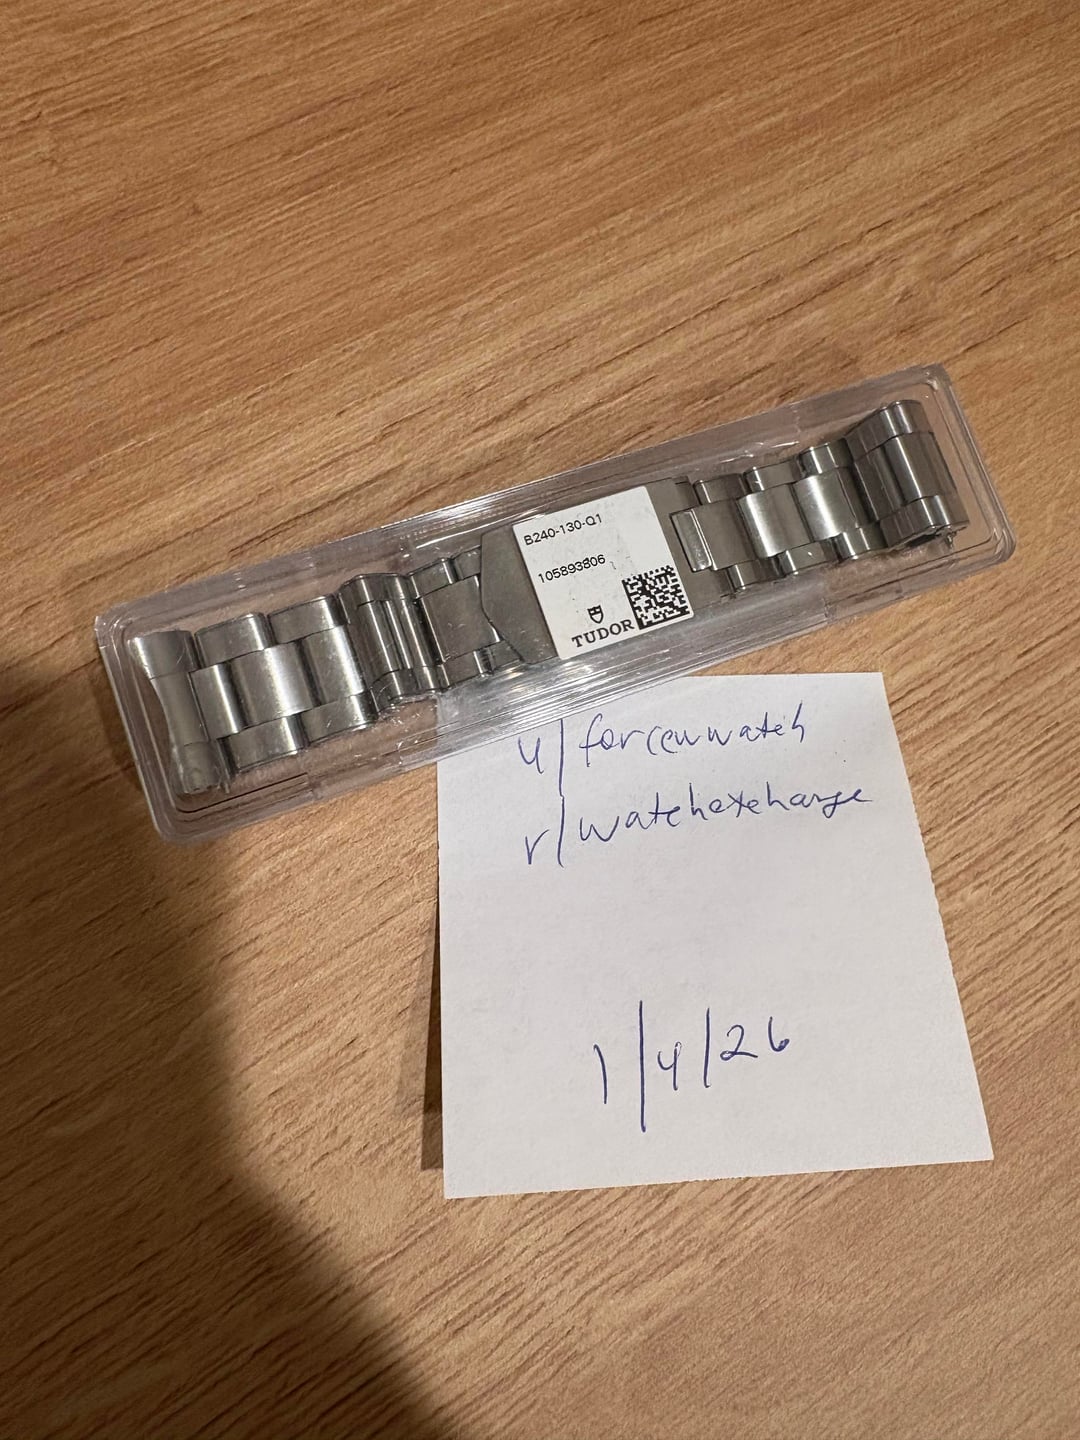 B240-130-Q1
105893806
TUDOR
u/forcewwatch
r/watchexchange
1/4/26